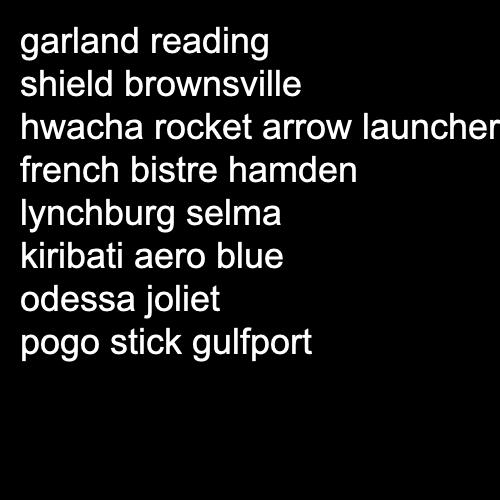 garland reading
shield brownsville
hwacha rocket arrow launcher
french bistre hamden
lynchburg selma
kiribati aero blue
odessa joliet
pogo stick gulfport